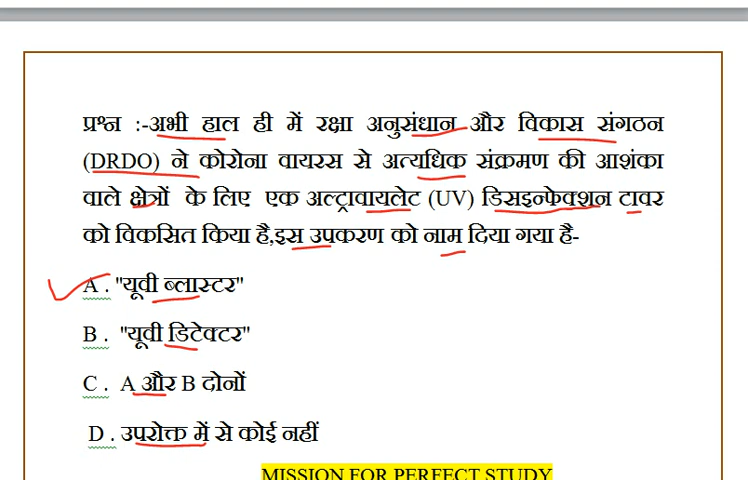 प्रश्न :-अभी हाल ही में रक्षा अनुसंधान और विकास संगठन
(DRDO) ने कोरोना वायरस से अत्यधिक संक्रमण की आशंका
वाले क्षेत्रों के लिए एक अल्ट्रावायलेट (UV) डिसइन्फेक्शन टावर
को विकसित किया है,इस उपकरण को नाम दिया गया है-
A . "यूवी ब्लास्टर"
B . "यूवी डिटेक्टर"
C . A और B दोनों
D . उपरोक्त में से कोई नहीं
MISSION FOR PERFECT STUDY